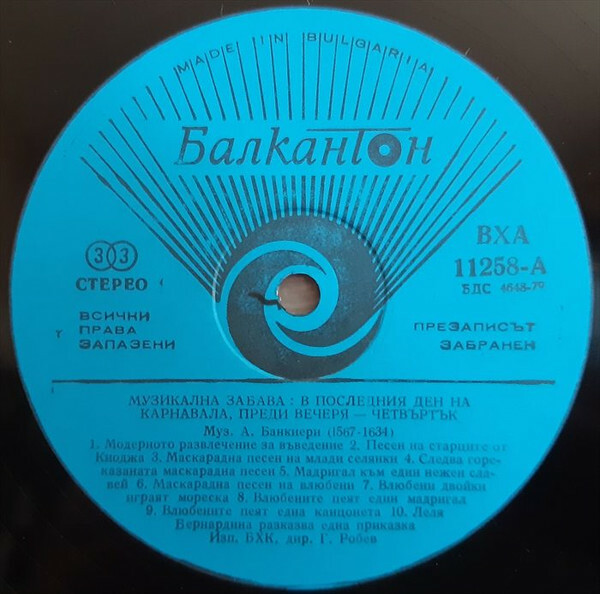 MADE IN BULGARIA
Балкантон
33
СТЕРЕО
ВХА
11258-А
БДС 4648-79
ВСИЧКИ
ПРАВА
ЗАПАЗЕНИ
ПРЕЗАПИСЪТ
ЗАБРАНЕН
МУЗИКАЛНА ЗАБАВА: В ПОСЛЕДНИЯ ДЕН НА
КАРНАВАЛА, ПРЕДИ ВЕЧЕРЯ — ЧЕТВЪРТЪК
Муз. А. Банкиери (1567-1634)
1. Модерното развлечение за въведение 2. Песен на старците от
Киоджа 3. Маскарадна песен на млади селянки 4. Следва горе-
казаната маскарадна песен 5. Мадригал към един нежен сла-
вей 6. Маскарадна песен на влюбени 7. Влюбени двойки
играят мореска 8. Влюбените пеят един мадригал
9. Влюбените пеят една канцонета 10. Леля
Бернардина разказва една приказка
Изп. БХК, дир. Г. Робев